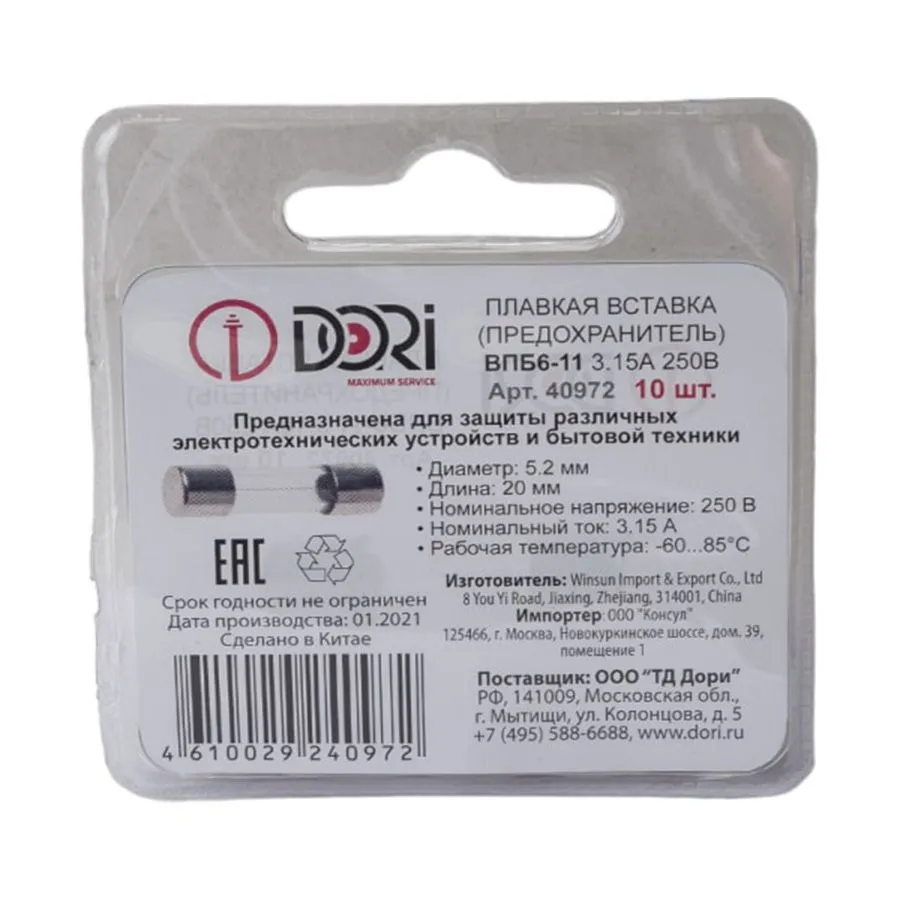 DORi
MAXIMUM SERVICE
ПЛАВКАЯ ВСТАВКА
(ПРЕДОХРАНИТЕЛЬ)
ВПБ6-11 3.15А 250В
Арт. 40972 10 шт.
Предназначена для защиты различных
электротехнических устройств и бытовой техники
• Диаметр: 5.2 мм
• Длина: 20 мм
• Номинальное напряжение: 250 В
• Номинальный ток: 3.15 А
• Рабочая температура: -60...85°C
EAC
Срок годности не ограничен
Дата производства: 01.2021
Сделано в Китае
4 610029 240972
Изготовитель: Winsun Import & Export Co., Ltd
8 You Yi Road, Jiaxing, Zhejiang, 314001, China
Импортер: ООО "Консул"
125466, г. Москва, Новокуркинское шоссе, дом. 39,
помещение 1
Поставщик: ООО "ТД Дори"
РФ, 141009, Московская обл.,
г. Мытищи, ул. Колонцова, д. 5
+7 (495) 588-6688, www.dori.ru